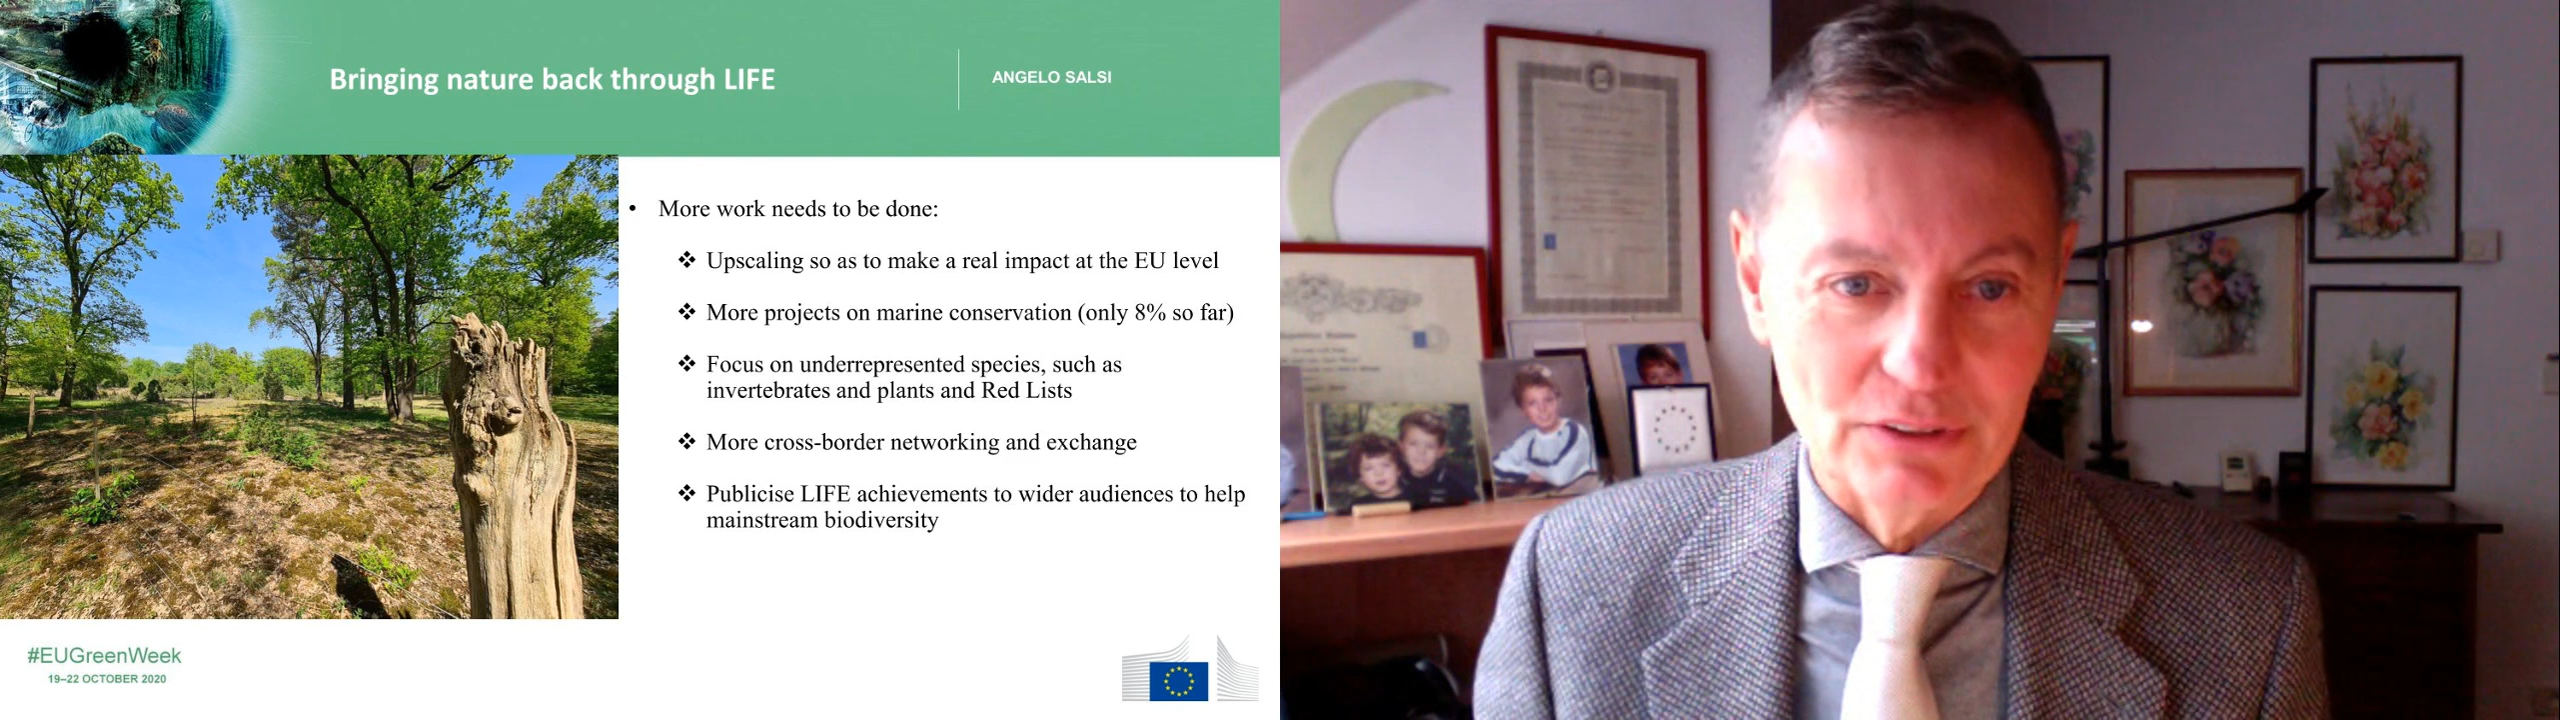 Bringing nature back through LIFE
ANGELO SALSI
• More work needs to be done:
❖ Upscaling so as to make a real impact at the EU level
❖ More projects on marine conservation (only 8% so far)
❖ Focus on underrepresented species, such as
invertebrates and plants and Red Lists
❖ More cross-border networking and exchange
❖ Publicise LIFE achievements to wider audiences to help
mainstream biodiversity
#EUGreenWeek
19–22 OCTOBER 2020